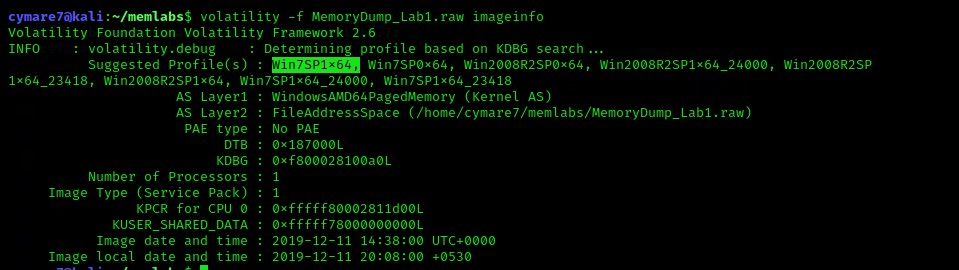 cymare7@kali:~/memlabs$ volatility -f MemoryDump_Lab1.raw imageinfo
Volatility Foundation Volatility Framework 2.6
INFO    : volatility.debug    : Determining profile based on KDBG search...
Suggested Profile(s) : Win7SP1×64, Win7SP0×64, Win2008R2SP0×64, Win2008R2SP1×64_24000, Win2008R2SP
1×64_23418, Win2008R2SP1×64, Win7SP1×64_24000, Win7SP1×64_23418
AS Layer1 : WindowsAMD64PagedMemory (Kernel AS)
AS Layer2 : FileAddressSpace (/home/cymare7/memlabs/MemoryDump_Lab1.raw)
PAE type : No PAE
DTB : 0×187000L
KDBG : 0×f800028100a0L
Number of Processors : 1
Image Type (Service Pack) : 1
KPCR for CPU 0 : 0×fffff80002811d00L
KUSER_SHARED_DATA : 0×fffff78000000000L
Image date and time : 2019-12-11 14:38:00 UTC+0000
Image local date and time : 2019-12-11 20:08:00 +0530
7@kali:~/memlabs$